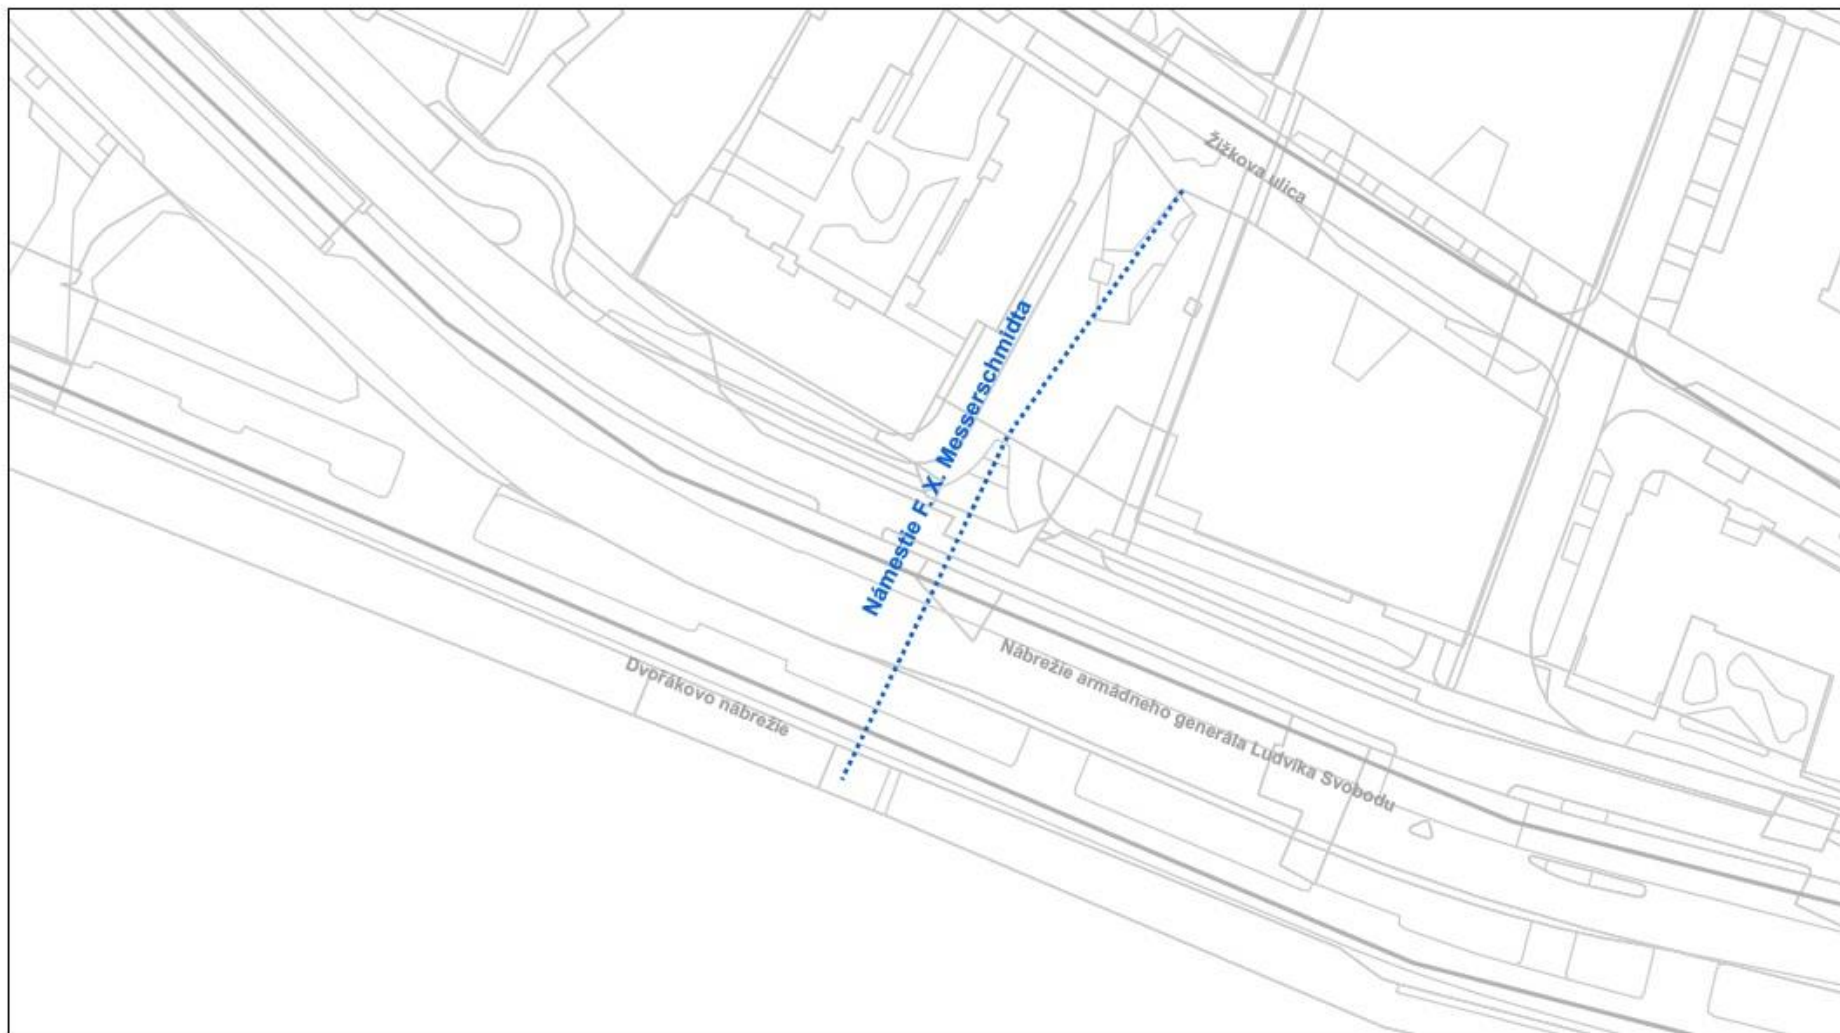 Žižkova ulica
Námestie F. X. Messerschmidta
Nábrežie armádneho generála Ludvíka Svobodu
Dvořákovo nábrežie